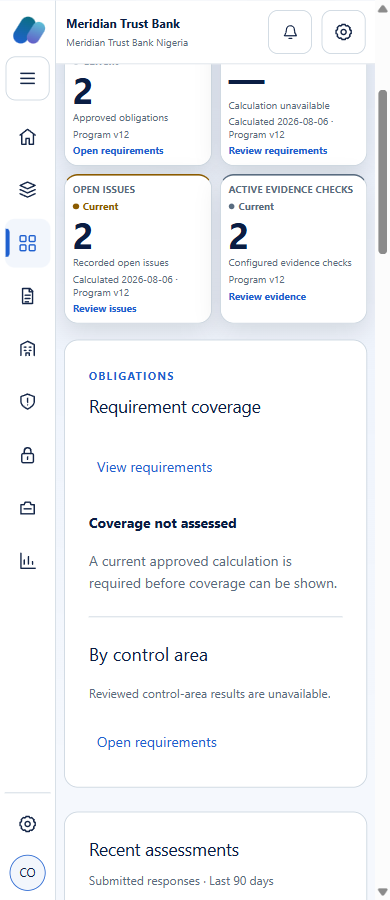 Meridian Trust Bank
Meridian Trust Bank Nigeria
2
Approved obligations
Program v12
Open requirements
—
Calculation unavailable
Calculated 2026-08-06 ·
Program v12
Review requirements
OPEN ISSUES
Current
2
Recorded open issues
Calculated 2026-08-06 ·
Program v12
Review issues
ACTIVE EVIDENCE CHECKS
Current
2
Configured evidence checks
Program v12
Review evidence
OBLIGATIONS
Requirement coverage
View requirements
Coverage not assessed
A current approved calculation is
required before coverage can be shown.
By control area
Reviewed control-area results are unavailable.
Open requirements
CO
Recent assessments
Submitted responses · Last 90 days